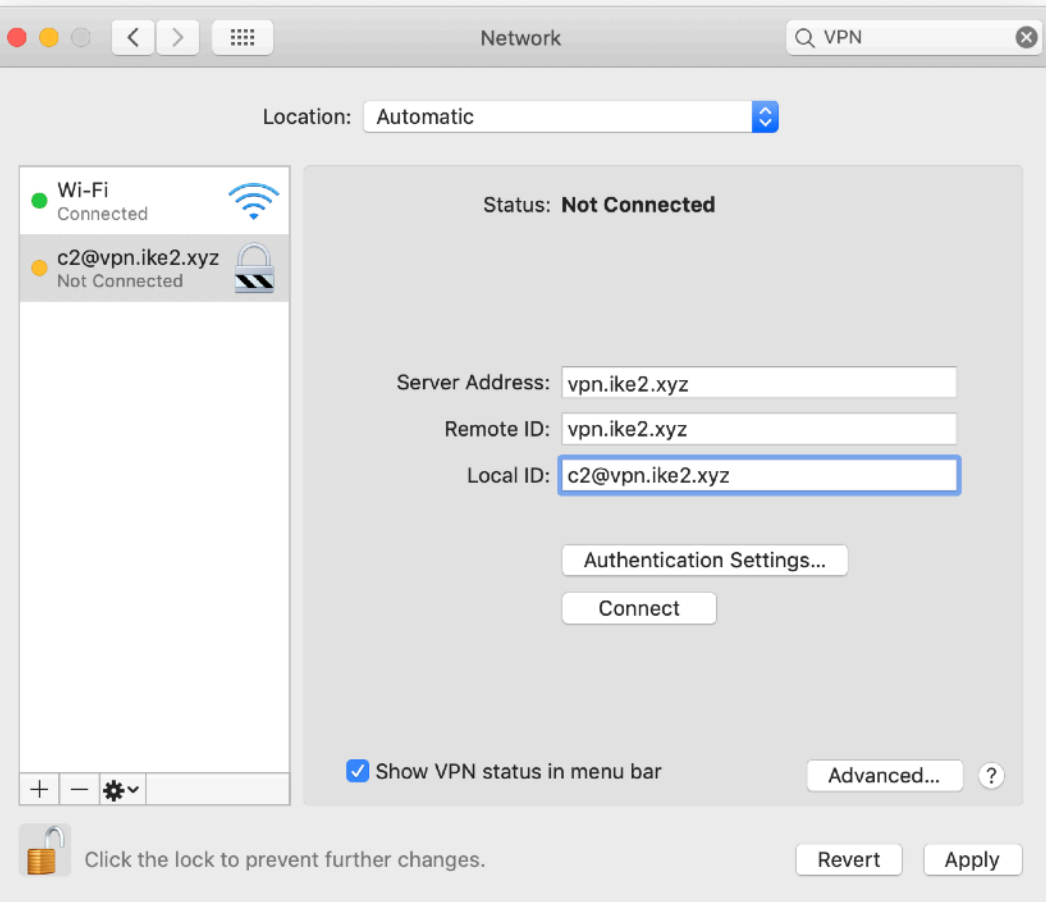 Network
VPN
Location: Automatic
Wi-Fi
Connected
c2@vpn.ike2.xyz
Not Connected
Status: Not Connected
Server Address: vpn.ike2.xyz
Remote ID: vpn.ike2.xyz
Local ID: c2@vpn.ike2.xyz
Authentication Settings...
Connect
Show VPN status in menu bar
Advanced...
?
Click the lock to prevent further changes.
Revert
Apply